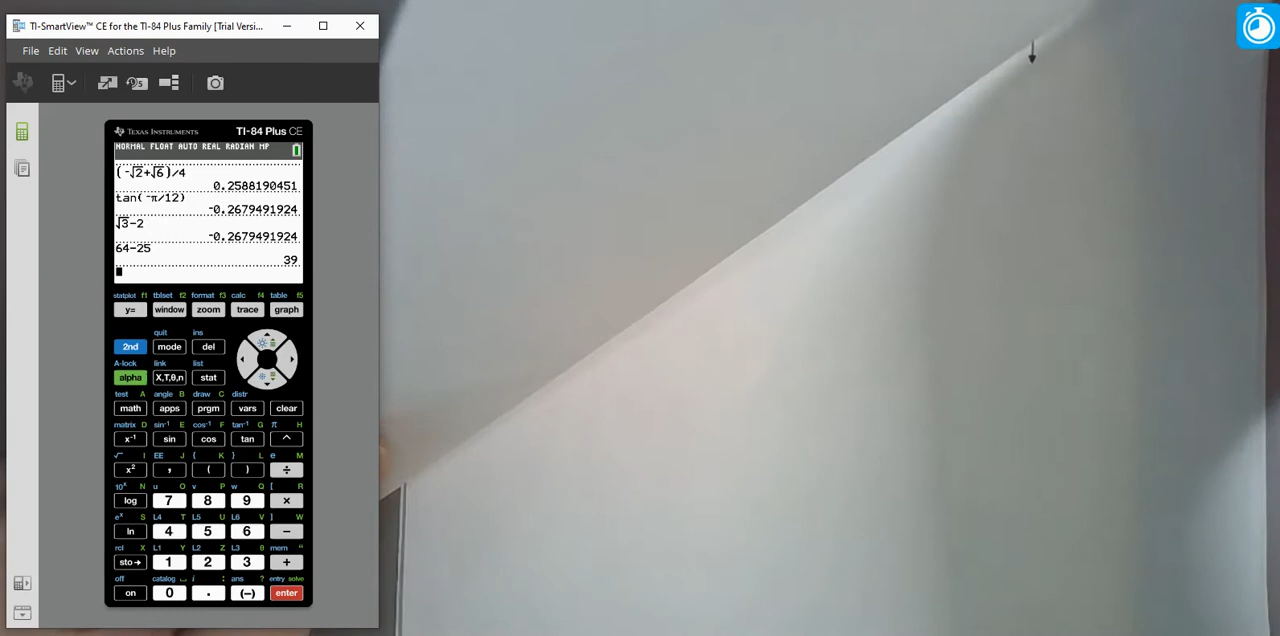 TI-SmartView™ CE for the TI-84 Plus Family [Trial Versi...
File Edit View Actions Help
TEXAS INSTRUMENTS TI-84 Plus CE
NORMAL FLOAT AUTO REAL RADIAN MP
(-√2+√6)/4
0.2588190451
tan(-π/12)
-0.2679491924
√3-2
-0.2679491924
64-25
39
statplot f1 tblset f2 format f3 calc f4 table f5
y= window zoom trace graph
quit ins
2nd mode del
A-lock link list
alpha X,T,θ,n stat
test A angle B draw C distr
math apps prgm vars clear
matrix D sin⁻¹ E cos⁻¹ F tan⁻¹ G π H
x⁻¹ sin cos tan ^
√ I EE J { K } L e M
x² , ( ) ÷
10ˣ N u O v P w Q [ R
log 7 8 9 ×
eˣ S L4 T L5 U L6 V ] W
ln 4 5 6 −
rcl X L1 Y L2 Z L3 θ mem "
sto→ 1 2 3 +
off catalog i : ans ? entry solve
on 0 . (−) enter